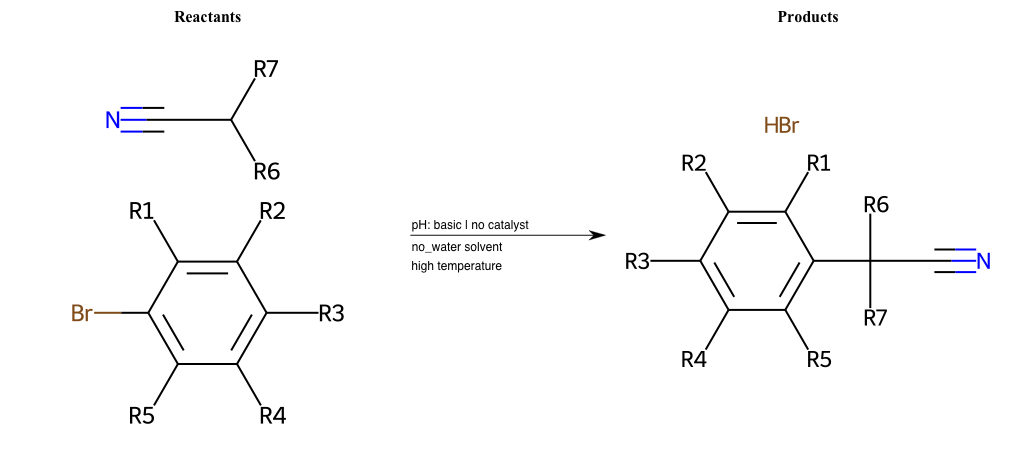 Reactants
Products
R7
N
R6
HBr
R2
R1
R1
R2
R6
pH: basic | no catalyst
no_water solvent
high temperature
R3
N
Br
R3
R7
R4
R5
R5
R4